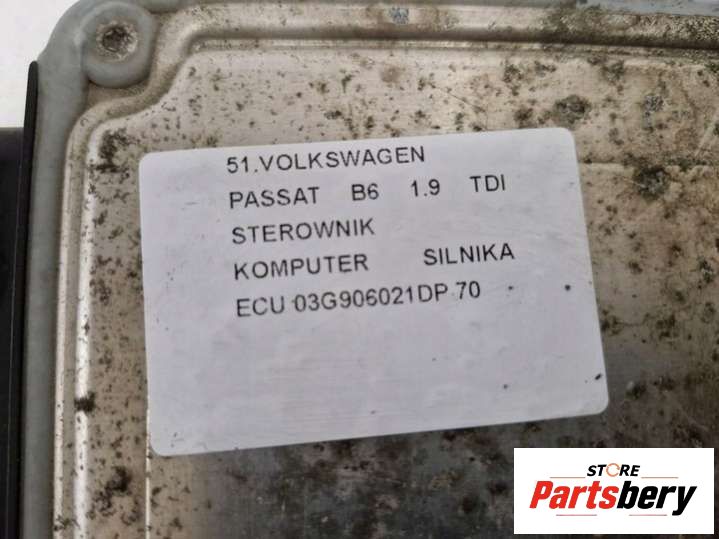 51.VOLKSWAGEN
PASSAT B6 1.9 TDI
STEROWNIK
KOMPUTER SILNIKA
ECU 03G906021DP 70
STORE
Partsbery